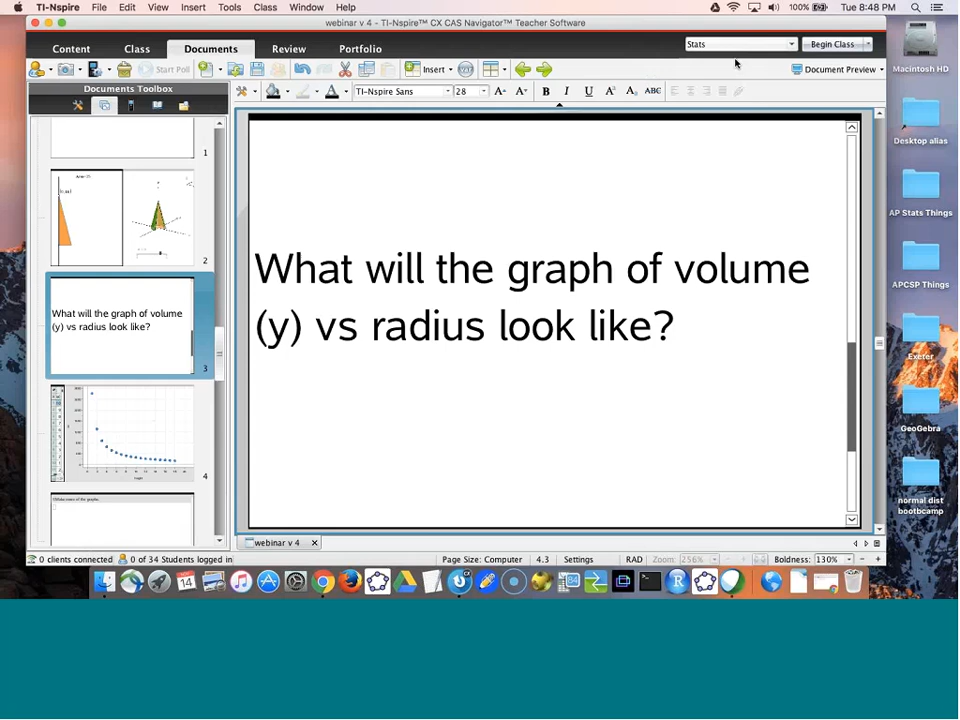 TI-Nspire File Edit View Insert Tools Class Window Help 100% Tue 8:48 PM
webinar v 4 - TI-Nspire™ CX CAS Navigator™ Teacher Software
Content Class Documents Review Portfolio Stats Begin Class
Start Poll Insert Document Preview
Documents Toolbox
TI-Nspire Sans 28 A A B I U ABC
1
2
What will the graph of volume
(y) vs radius look like?
3
4
What will the graph of volume
(y) vs radius look like?
webinar v 4
0 clients connected 0 of 34 Students logged in Page Size: Computer 4.3 Settings RAD Zoom: 256% Boldness: 130%
Macintosh HD
Desktop alias
AP Stats Things
APCSP Things
Exeter
GeoGebra
normal dist
bootbcamp
14
84
R